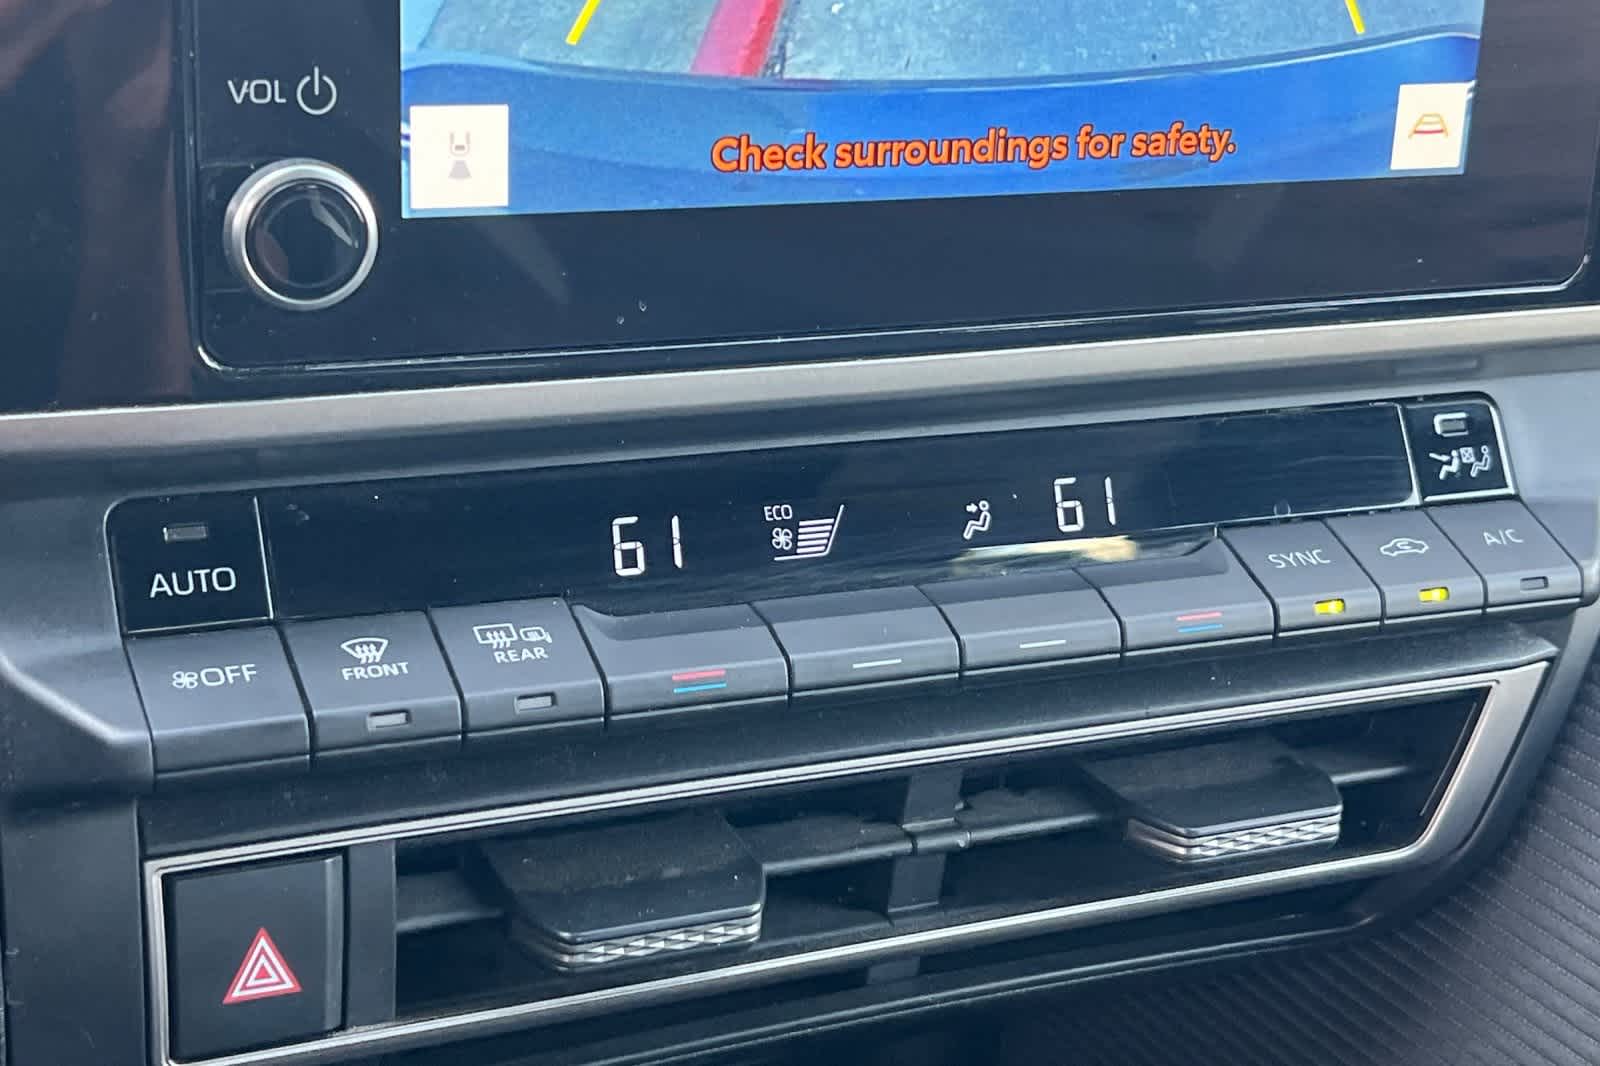 VOL
Check surroundings for safety.
61 ECO 61
AUTO
SYNC
A/C
OFF
FRONT
REAR